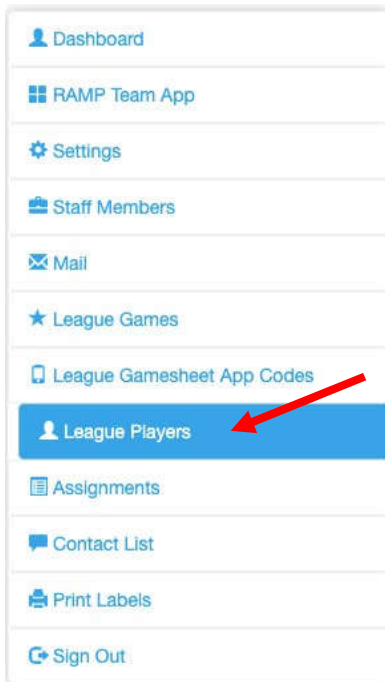 Dashboard
RAMP Team App
Settings
Staff Members
Mail
League Games
League Gamesheet App Codes
League Players
Assignments
Contact List
Print Labels
Sign Out